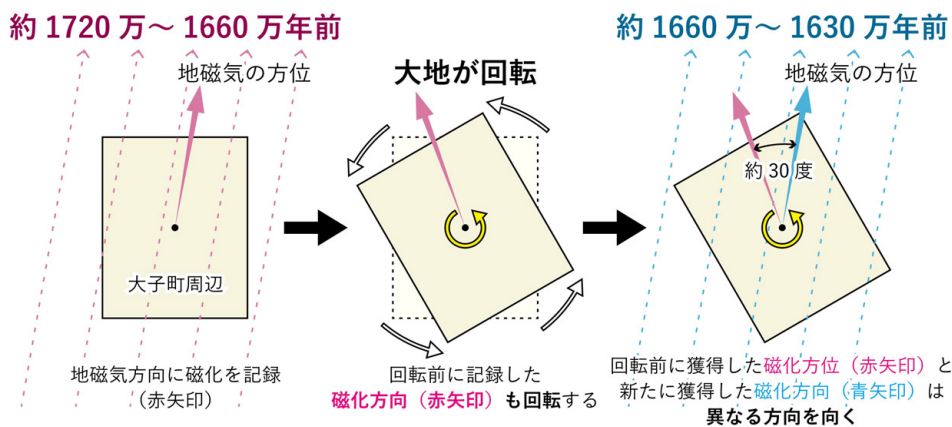 約 1720 万～ 1660 万年前
地磁気の方位
大子町周辺
地磁気方向に磁化を記録
（赤矢印）
大地が回転
回転前に記録した
磁化方向（赤矢印）も回転する
約 1660 万～ 1630 万年前
地磁気の方位
約 30 度
回転前に獲得した磁化方位（赤矢印）と
新たに獲得した磁化方向（青矢印）は
異なる方向を向く